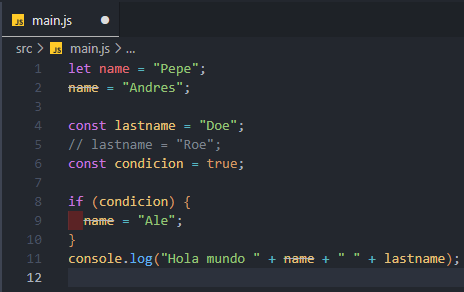 JS main.js
src > JS main.js > ...
1 let name = "Pepe";
2 name = "Andres";
3
4 const lastname = "Doe";
5 // lastname = "Roe";
6 const condicion = true;
7
8 if (condicion) {
9 name = "Ale";
10 }
11 console.log("Hola mundo " + name + " " + lastname);
12